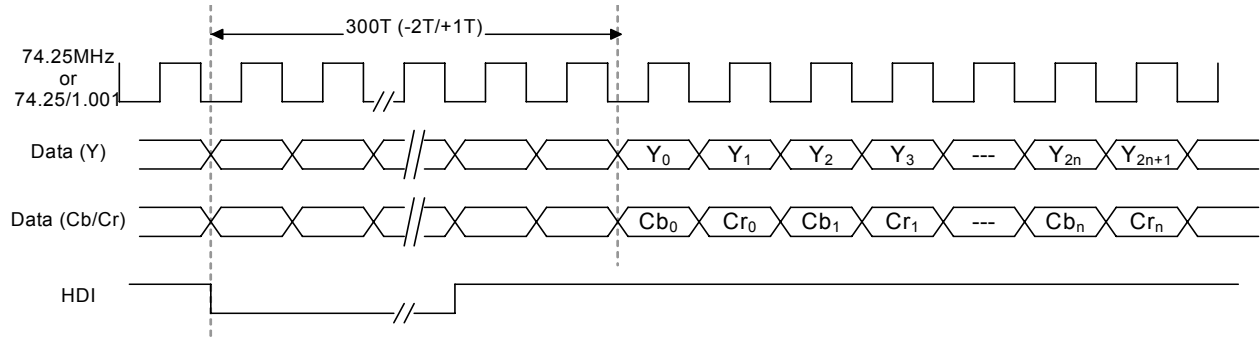 300T (-2T/+1T)
74.25MHz
or
74.25/1.001
Data (Y)
Y0 Y1 Y2 Y3 --- Y2n Y2n+1
Data (Cb/Cr)
Cb0 Cr0 Cb1 Cr1 --- Cbn Crn
HDI